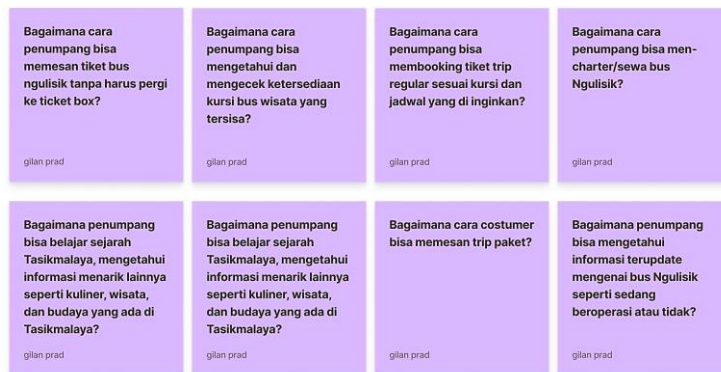 Bagaimana cara
penumpang bisa
memesan tiket bus
ngulisik tanpa harus pergi
ke ticket box?
gilan prad
Bagaimana cara
penumpang bisa
mengetahui dan
mengecek ketersediaan
kursi bus wisata yang
tersisa?
gilan prad
Bagaimana cara
penumpang bisa
membooking tiket trip
regular sesuai kursi dan
jadwal yang di inginkan?
gilan prad
Bagaimana cara
penumpang bisa men-
charter/sewa bus
Ngulisik?
gilan prad
Bagaimana penumpang
bisa belajar sejarah
Tasikmalaya, mengetahui
informasi menarik lainnya
seperti kuliner, wisata,
dan budaya yang ada di
Tasikmalaya?
gilan prad
Bagaimana penumpang
bisa belajar sejarah
Tasikmalaya, mengetahui
informasi menarik lainnya
seperti kuliner, wisata,
dan budaya yang ada di
Tasikmalaya?
gilan prad
Bagaimana cara costumer
bisa memesan trip paket?
gilan prad
Bagaimana penumpang
bisa mengetahui
informasi terupdate
mengenai bus Ngulisik
seperti sedang
beroperasi atau tidak?
gilan prad